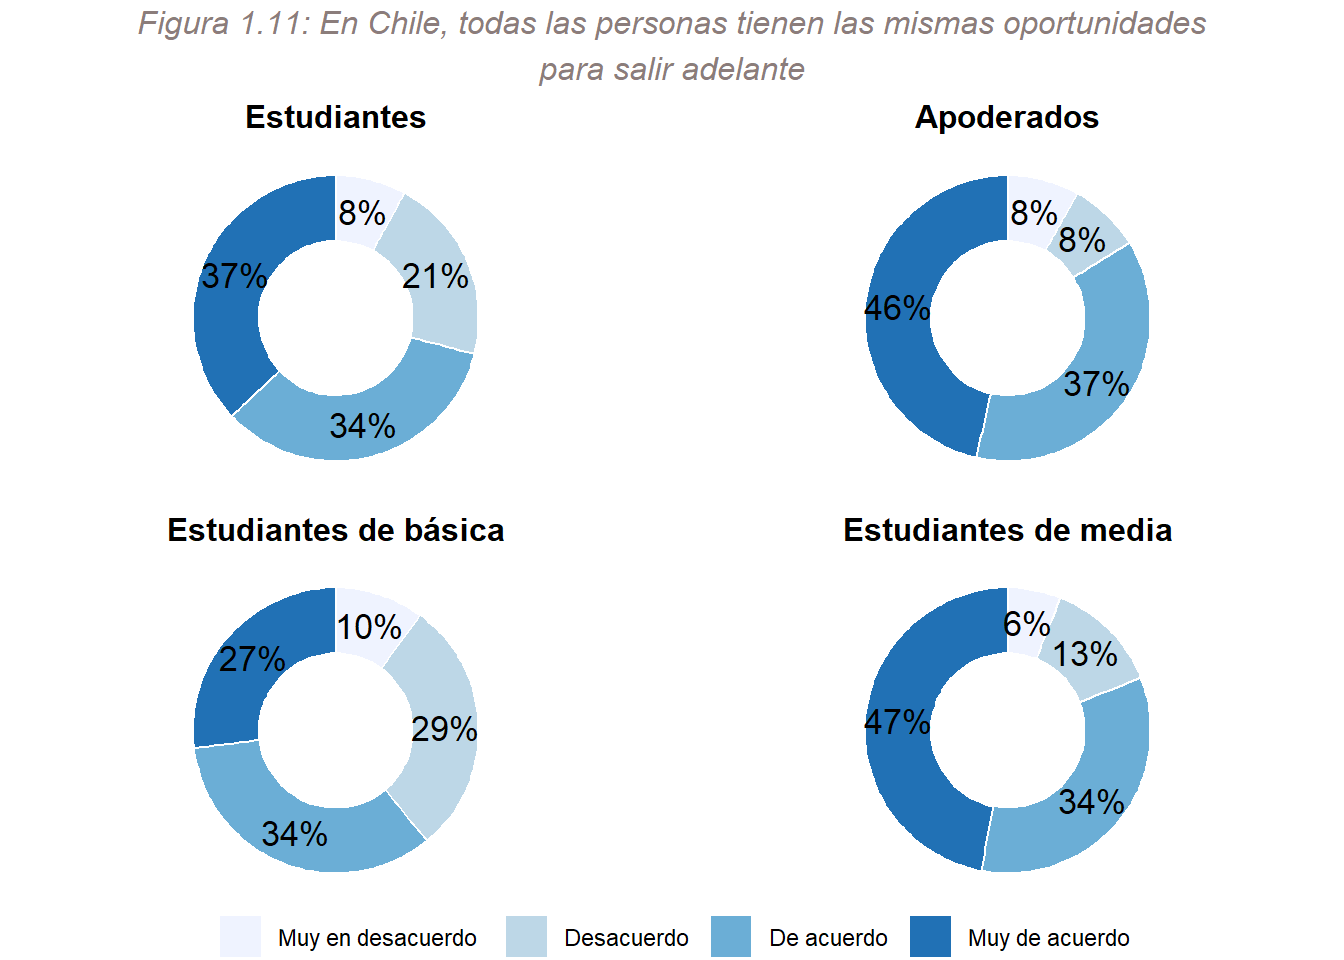 Figura 1.11: En Chile, todas las personas tienen las mismas oportunidades
para salir adelante
Estudiantes
Apoderados
8%
21%
34%
37%
8%
8%
37%
46%
Estudiantes de básica
Estudiantes de media
10%
29%
34%
27%
6%
13%
34%
47%
Muy en desacuerdo
Desacuerdo
De acuerdo
Muy de acuerdo